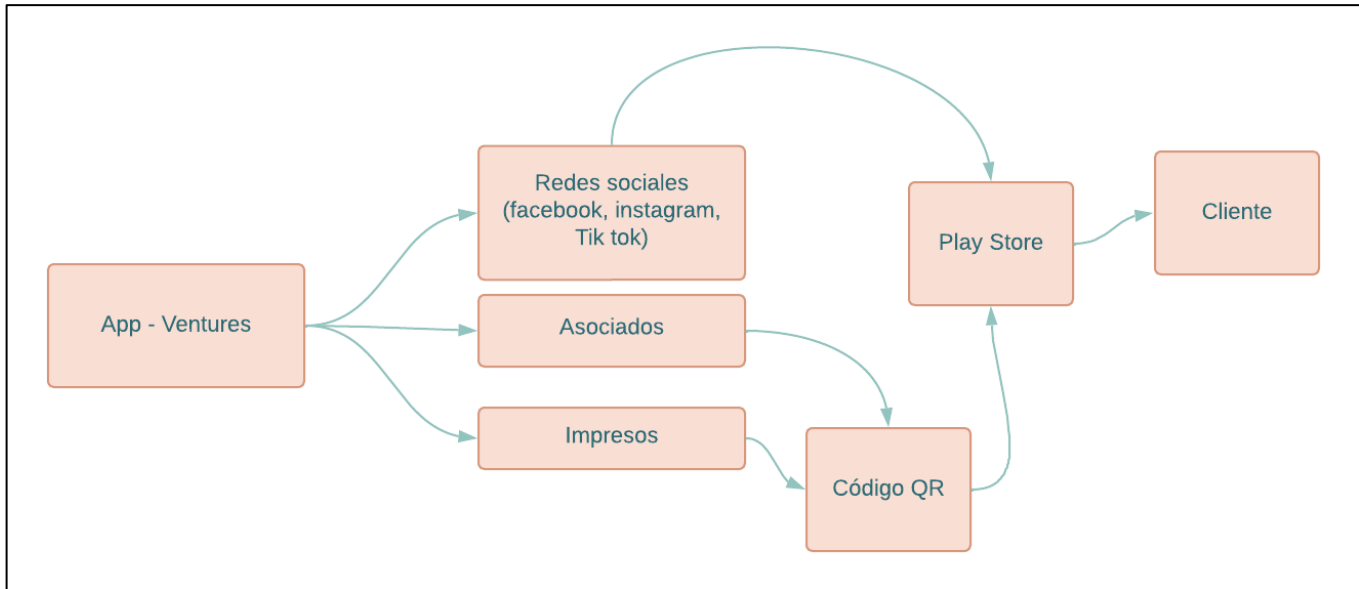 Redes sociales
(facebook, instagram,
Tik tok)
Cliente
Play Store
App - Ventures
Asociados
Impresos
Código QR